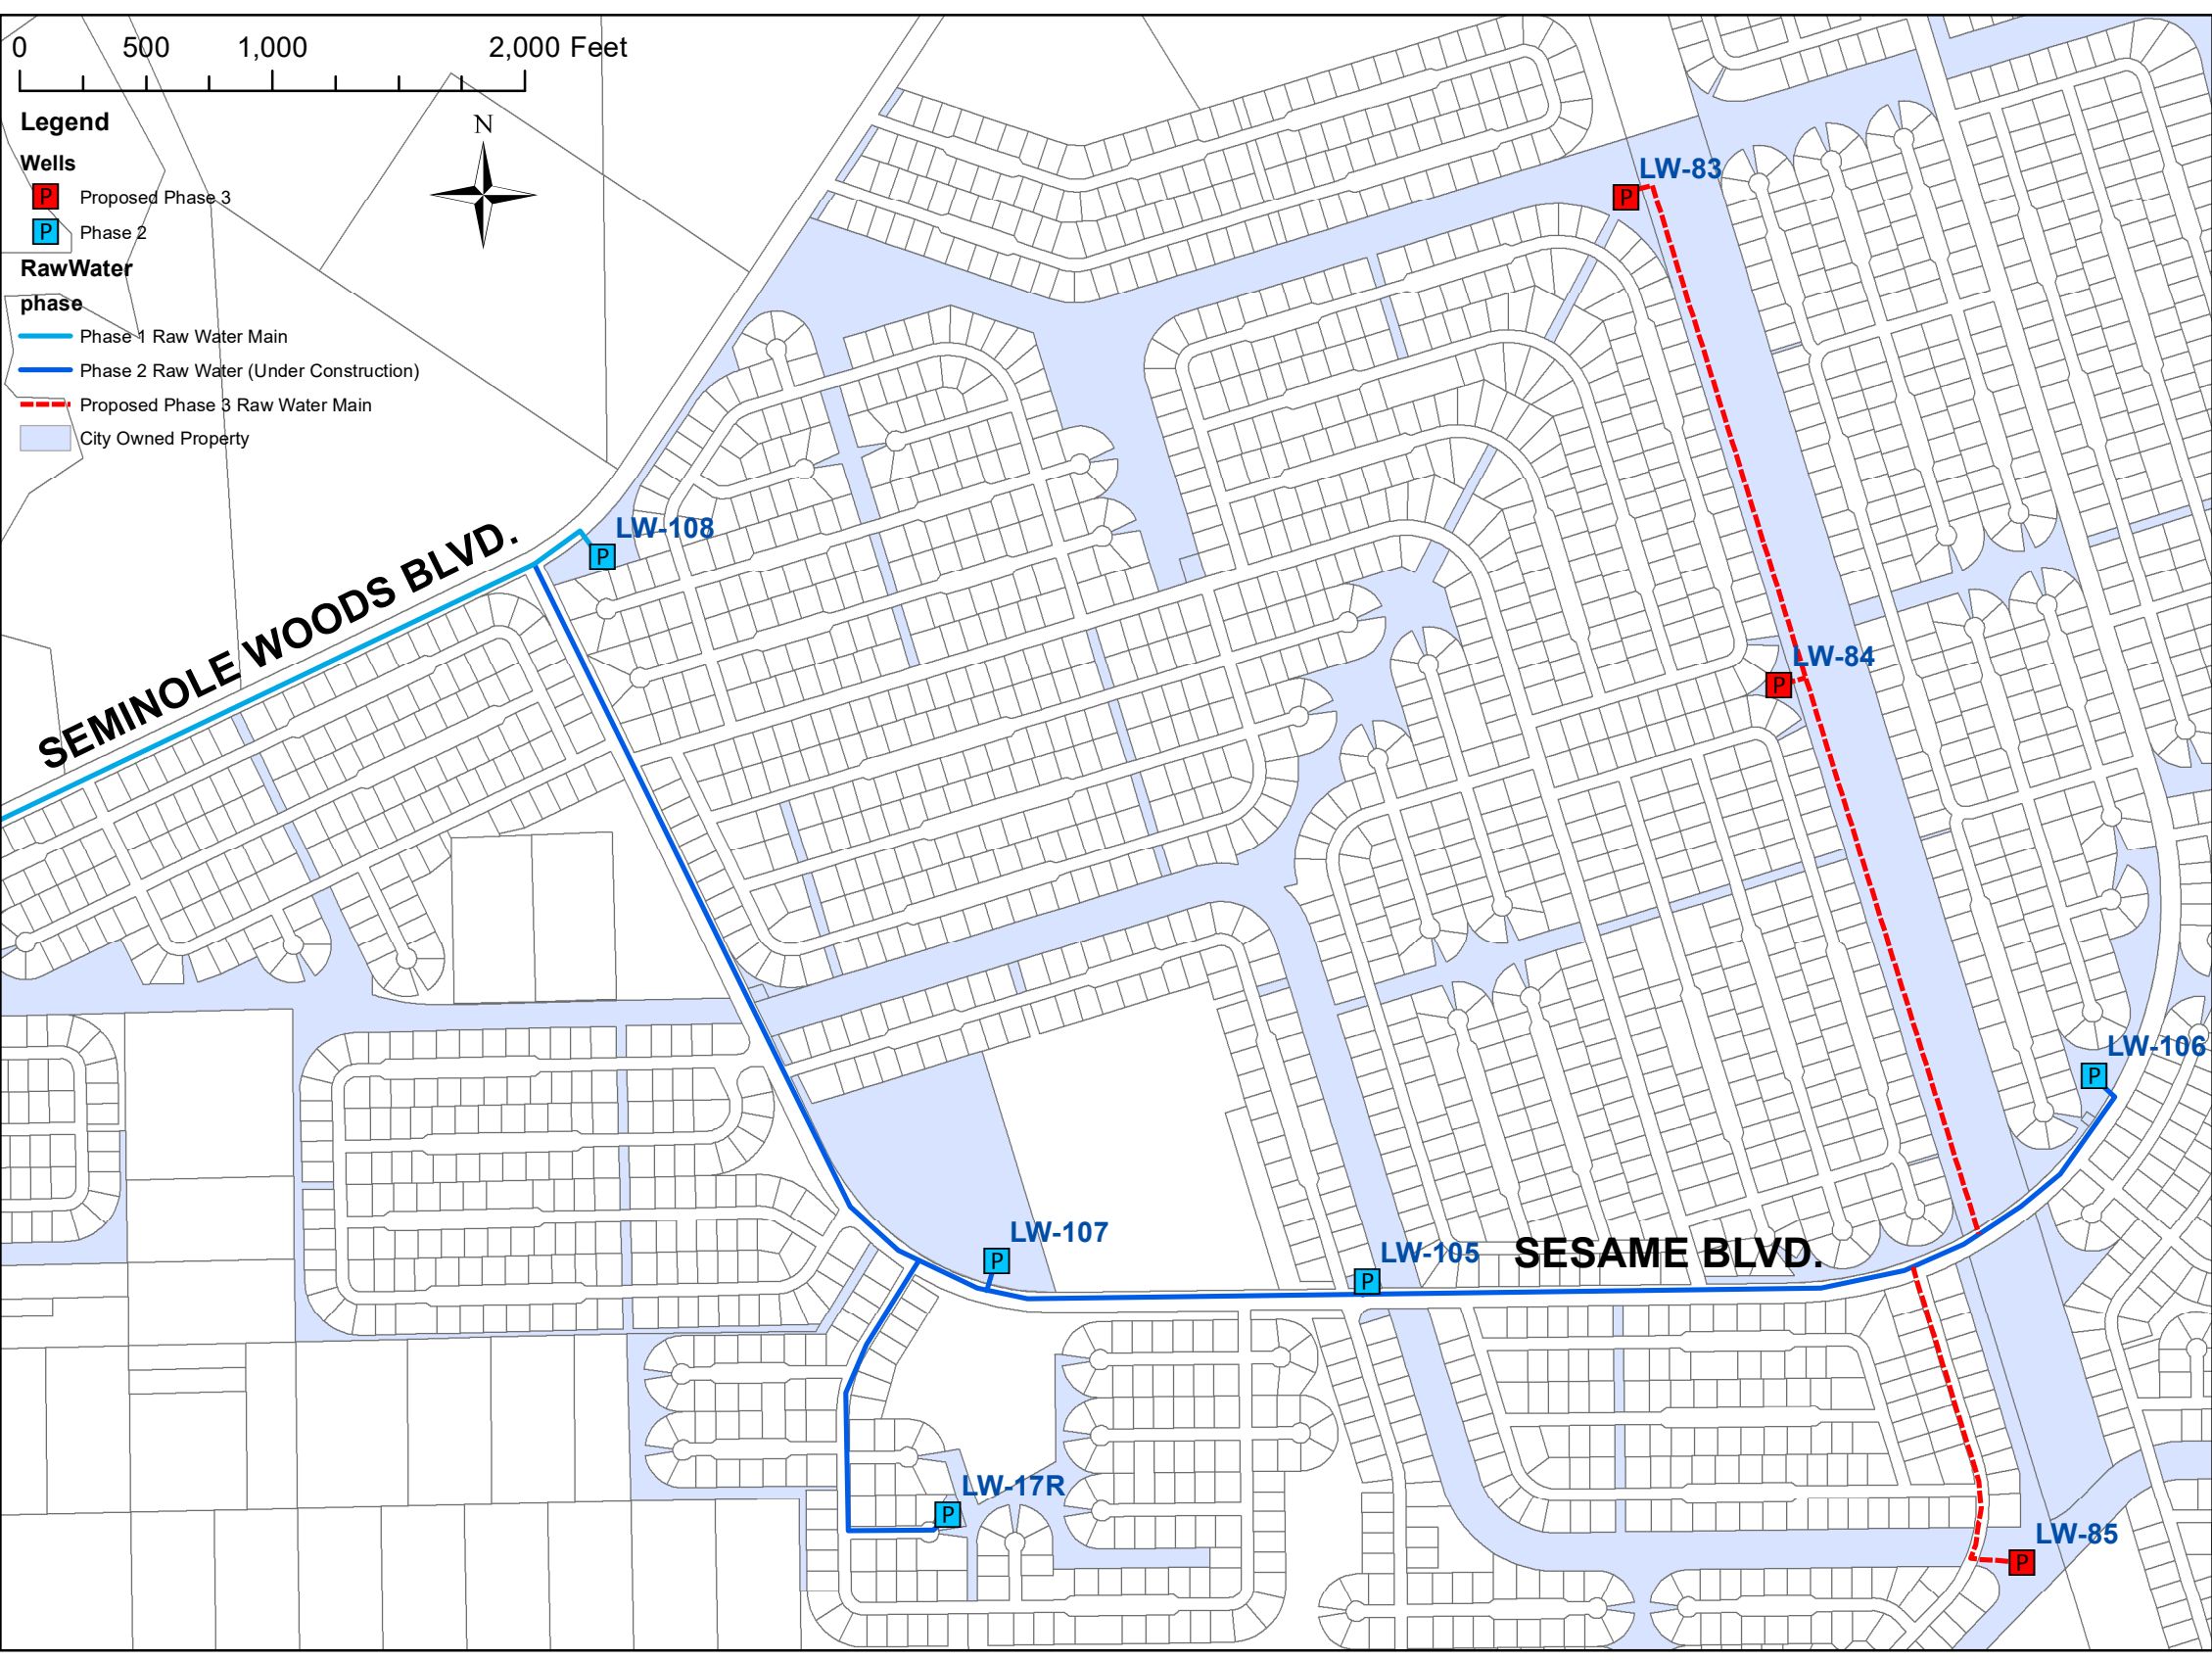 0 500 1,000 2,000 Feet
Legend
Wells
P Proposed Phase 3
P Phase 2
RawWater
phase
Phase 1 Raw Water Main
Phase 2 Raw Water (Under Construction)
Proposed Phase 3 Raw Water Main
City Owned Property
N
LW-83
P
LW-108
P
SEMINOLE WOODS BLVD.
LW-84
P
LW-106
P
LW-107
P
LW-105
P
SESAME BLVD.
LW-17R
P
LW-85
P